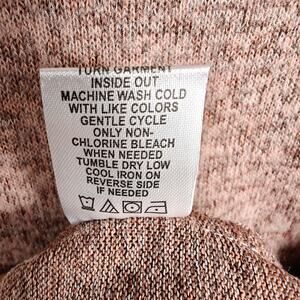 TURN GARMENT
INSIDE OUT
MACHINE WASH COLD
WITH LIKE COLORS
GENTLE CYCLE
ONLY NON-
CHLORINE BLEACH
WHEN NEEDED
TUMBLE DRY LOW
COOL IRON ON
REVERSE SIDE
IF NEEDED